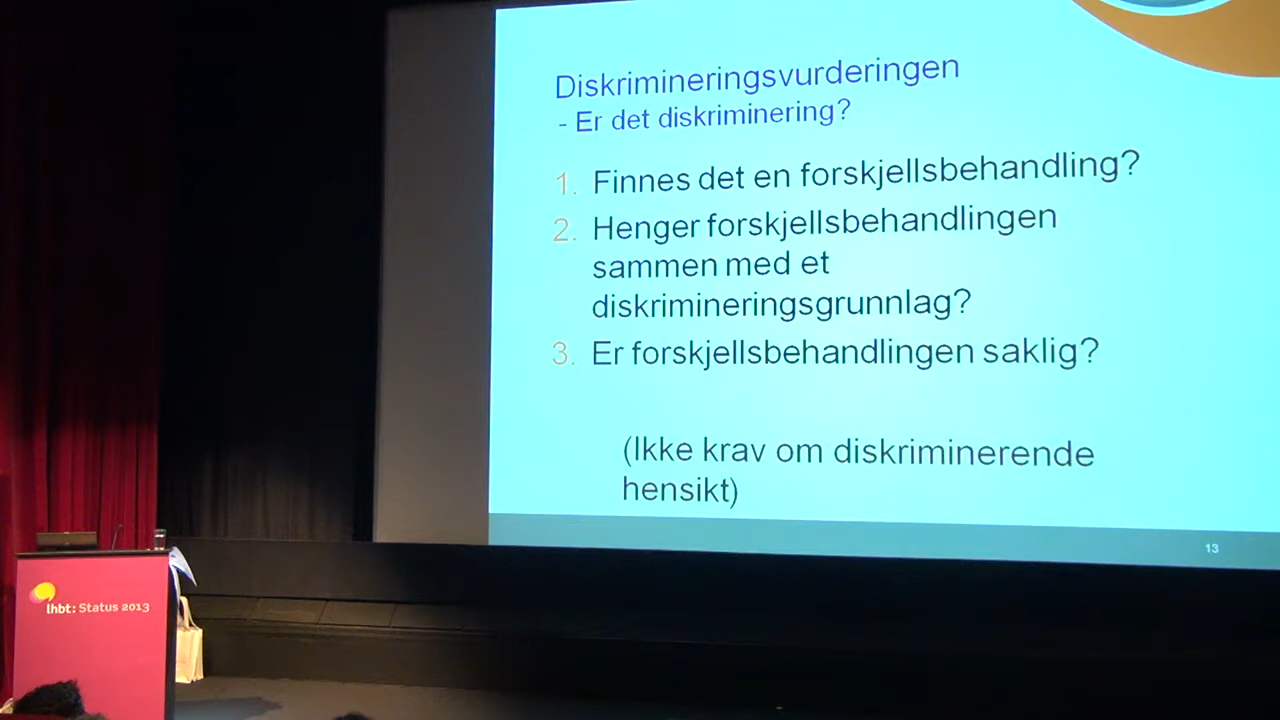 Diskrimineringsvurderingen
- Er det diskriminering?
1. Finnes det en forskjellsbehandling?
2. Henger forskjellsbehandlingen
sammen med et
diskrimineringsgrunnlag?
3. Er forskjellsbehandlingen saklig?
(Ikke krav om diskriminerende
hensikt)
13
lhbt: Status 2013